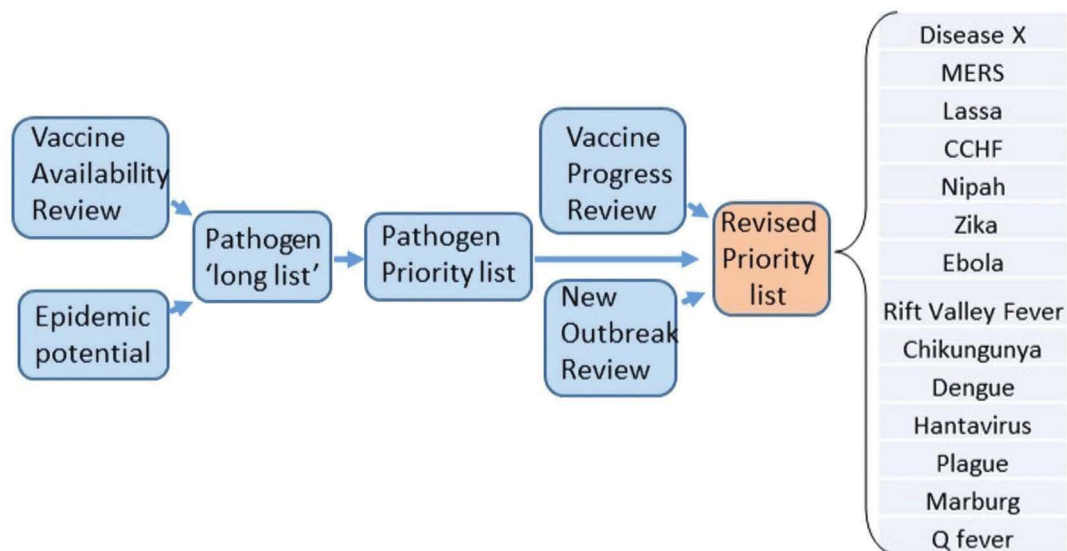 Vaccine
Availability
Review
Epidemic
potential
Pathogen
‘long list’
Pathogen
Priority list
Vaccine
Progress
Review
New
Outbreak
Review
Revised
Priority
list
Disease X
MERS
Lassa
CCHF
Nipah
Zika
Ebola
Rift Valley Fever
Chikungunya
Dengue
Hantavirus
Plague
Marburg
Q fever